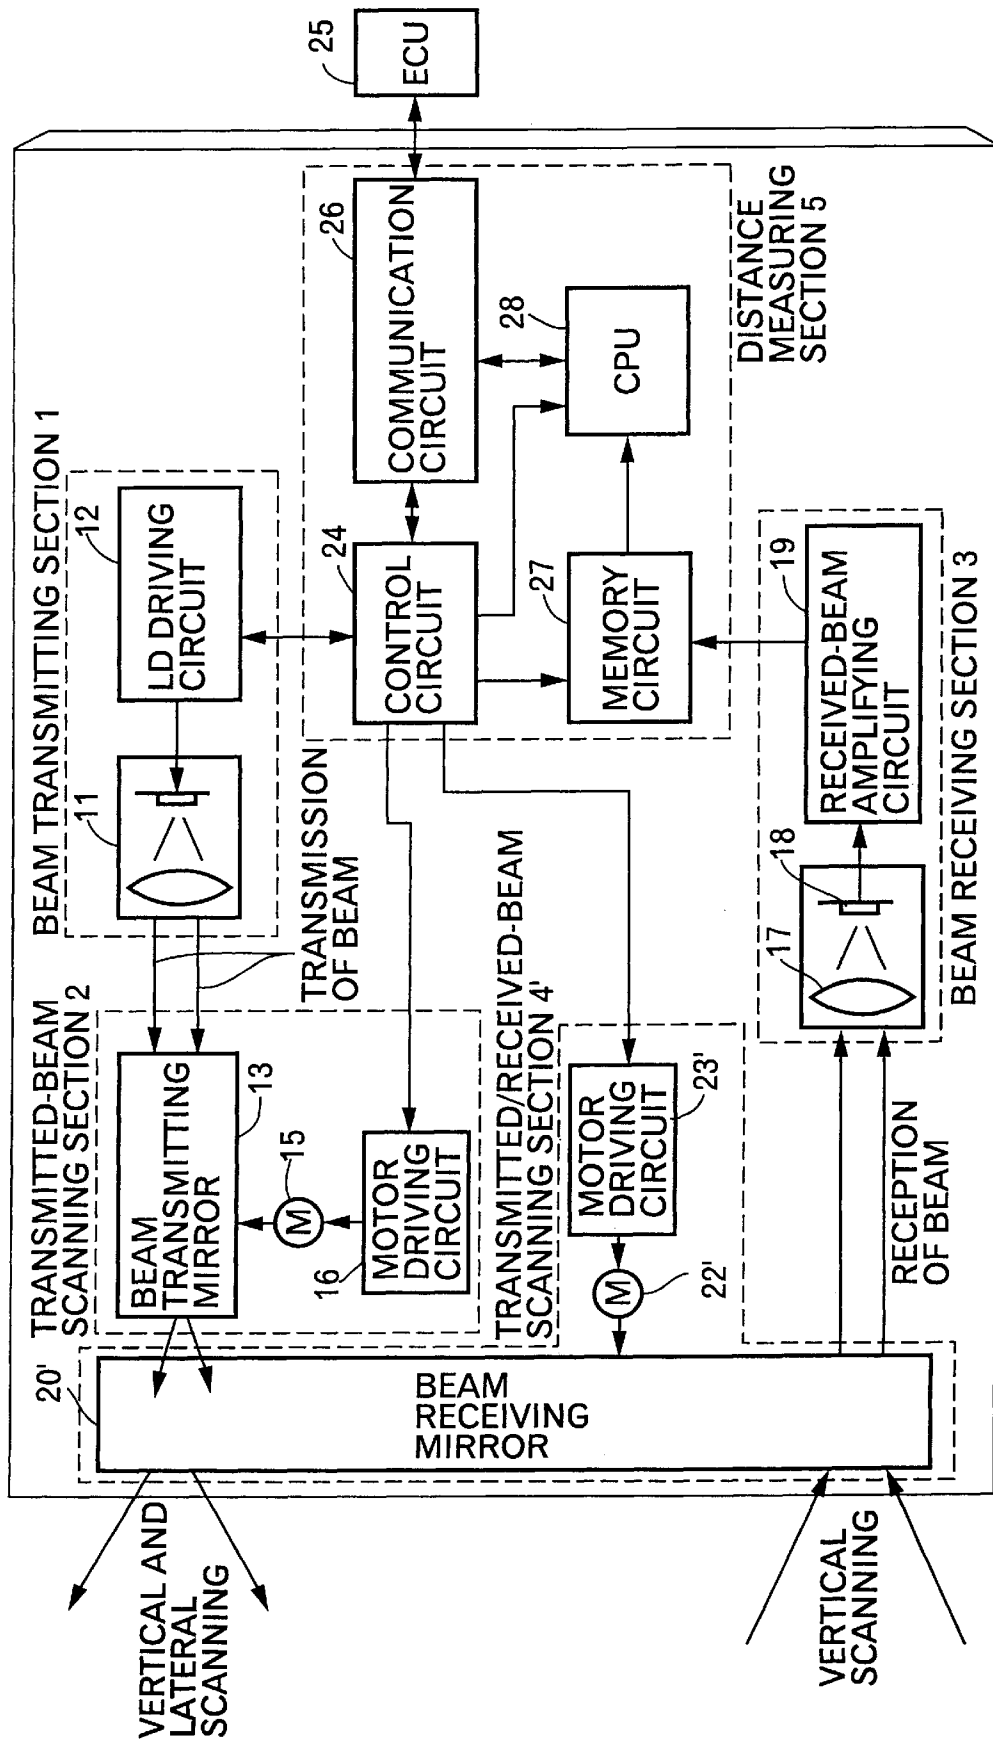 BEAM TRANSMITTING SECTION 1
11
12
LD DRIVING
CIRCUIT
TRANSMITTED-BEAM
SCANNING SECTION 2
BEAM
TRANSMITTING
MIRROR
13
15
M
16
MOTOR
DRIVING
CIRCUIT
TRANSMISSION
OF BEAM
20'
BEAM
RECEIVING
MIRROR
VERTICAL AND
LATERAL
SCANNING
TRANSMITTED/RECEIVED-BEAM
SCANNING SECTION 4'
MOTOR
DRIVING
CIRCUIT
23'
M
22'
24
CONTROL
CIRCUIT
26
COMMUNICATION
CIRCUIT
25
ECU
27
MEMORY
CIRCUIT
28
CPU
DISTANCE
MEASURING
SECTION 5
VERTICAL
SCANNING
RECEPTION
OF BEAM
17
18
19
RECEIVED-BEAM
AMPLIFYING
CIRCUIT
BEAM RECEIVING SECTION 3